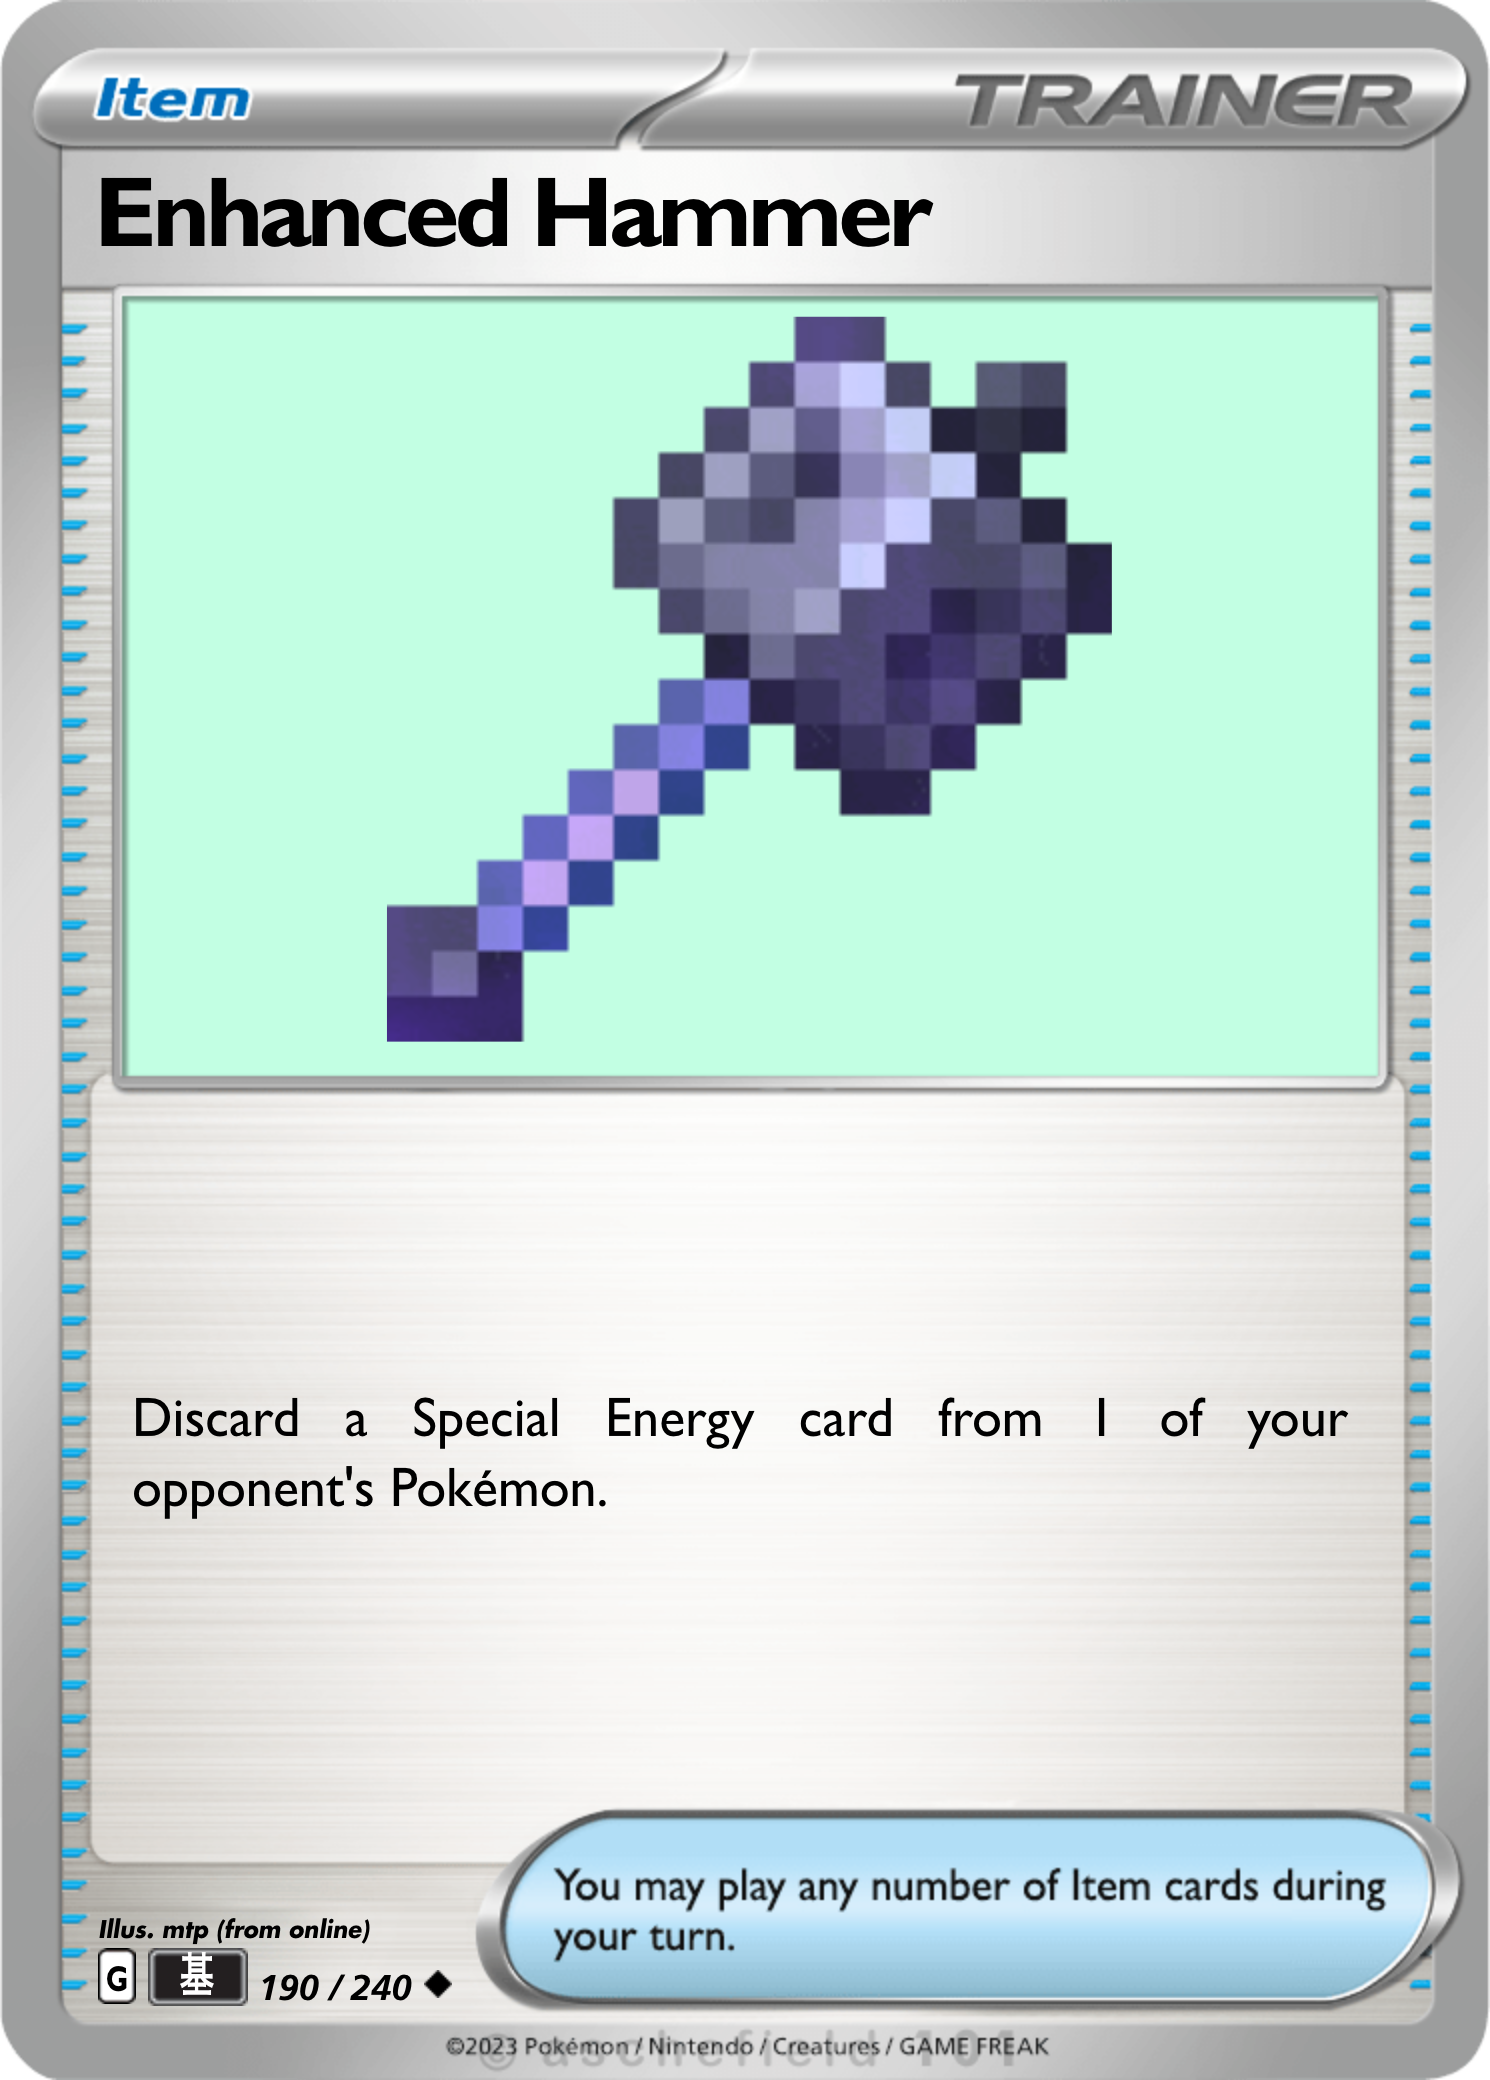 Item
TRAINER
Enhanced Hammer
Discard a Special Energy card from 1 of your
opponent's Pokémon.
You may play any number of Item cards during
your turn.
Illus. mtp (from online)
G 基 190 / 240 ◆
©2023 Pokémon / Nintendo / Creatures / GAME FREAK
© aschefield 101